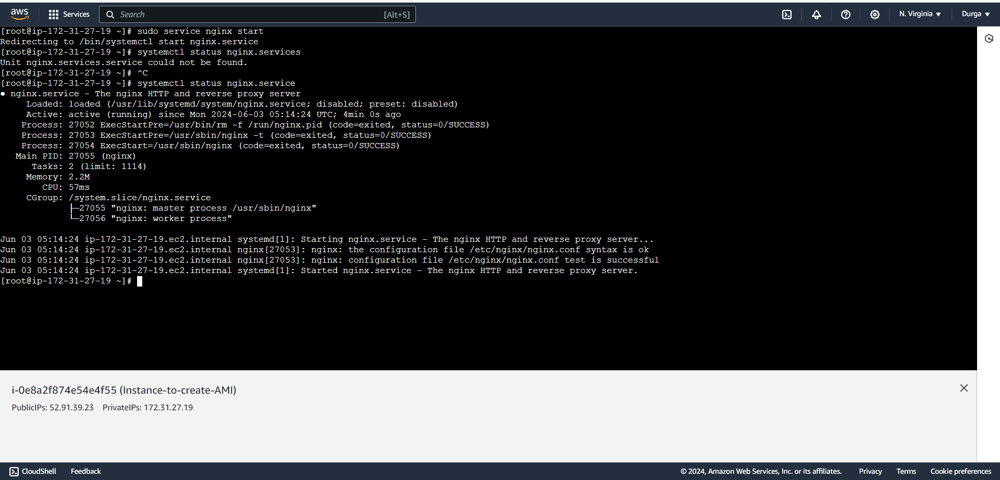 aws Services Search [Alt+S] N. Virginia Durga
[root@ip-172-31-27-19 ~]# sudo service nginx start
Redirecting to /bin/systemctl start nginx.service
[root@ip-172-31-27-19 ~]# systemctl status nginx.services
Unit nginx.services.service could not be found.
[root@ip-172-31-27-19 ~]# ^C
[root@ip-172-31-27-19 ~]# systemctl status nginx.service
● nginx.service - The nginx HTTP and reverse proxy server
Loaded: loaded (/usr/lib/systemd/system/nginx.service; disabled; preset: disabled)
Active: active (running) since Mon 2024-06-03 05:14:24 UTC; 4min 0s ago
Process: 27052 ExecStartPre=/usr/bin/rm -f /run/nginx.pid (code=exited, status=0/SUCCESS)
Process: 27053 ExecStartPre=/usr/sbin/nginx -t (code=exited, status=0/SUCCESS)
Process: 27054 ExecStart=/usr/sbin/nginx (code=exited, status=0/SUCCESS)
Main PID: 27055 (nginx)
Tasks: 2 (limit: 1114)
Memory: 2.2M
CPU: 57ms
CGroup: /system.slice/nginx.service
├─27055 "nginx: master process /usr/sbin/nginx"
└─27056 "nginx: worker process"
Jun 03 05:14:24 ip-172-31-27-19.ec2.internal systemd[1]: Starting nginx.service - The nginx HTTP and reverse proxy server...
Jun 03 05:14:24 ip-172-31-27-19.ec2.internal nginx[27053]: nginx: the configuration file /etc/nginx/nginx.conf syntax is ok
Jun 03 05:14:24 ip-172-31-27-19.ec2.internal nginx[27053]: nginx: configuration file /etc/nginx/nginx.conf test is successful
Jun 03 05:14:24 ip-172-31-27-19.ec2.internal systemd[1]: Started nginx.service - The nginx HTTP and reverse proxy server.
[root@ip-172-31-27-19 ~]#
i-0e8a2f874e54e4f55 (Instance-to-create-AMI)
PublicIPs: 52.91.39.23 PrivateIPs: 172.31.27.19
CloudShell Feedback © 2024, Amazon Web Services, Inc. or its affiliates. Privacy Terms Cookie preferences